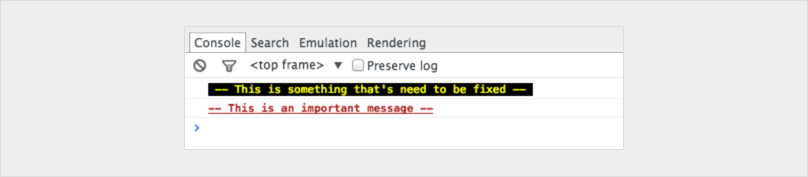 Console Search Emulation Rendering
<top frame> ▼ Preserve log
-- This is something that's need to be fixed --
-- This is an important message --
>